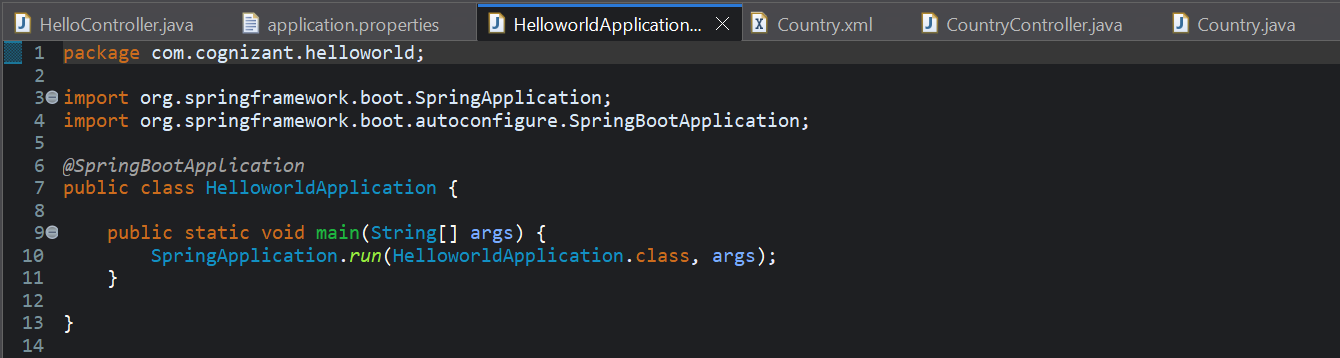 HelloController.java application.properties HelloworldApplication... Country.xml CountryController.java Country.java
1 package com.cognizant.helloworld;
2
3 import org.springframework.boot.SpringApplication;
4 import org.springframework.boot.autoconfigure.SpringBootApplication;
5
6 @SpringBootApplication
7 public class HelloworldApplication {
8
9     public static void main(String[] args) {
10         SpringApplication.run(HelloworldApplication.class, args);
11     }
12
13 }
14